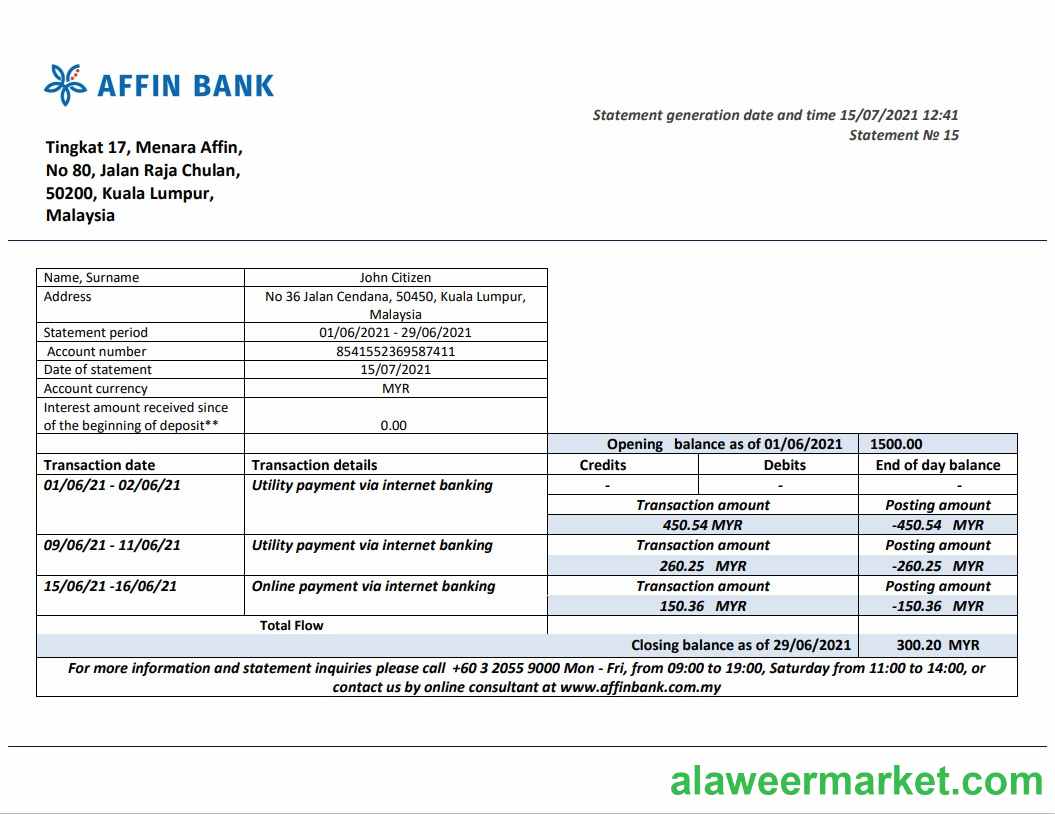 AFFIN BANK
Statement generation date and time 15/07/2021 12:41
Statement № 15
Tingkat 17, Menara Affin,
No 80, Jalan Raja Chulan,
50200, Kuala Lumpur,
Malaysia
Name, Surname John Citizen
Address No 36 Jalan Cendana, 50450, Kuala Lumpur,
Malaysia
Statement period 01/06/2021 - 29/06/2021
Account number 8541552369587411
Date of statement 15/07/2021
Account currency MYR
Interest amount received since
of the beginning of deposit** 0.00
Opening balance as of 01/06/2021 1500.00
Transaction date Transaction details Credits Debits End of day balance
01/06/21 - 02/06/21 Utility payment via internet banking - - -
Transaction amount Posting amount
450.54 MYR -450.54 MYR
09/06/21 - 11/06/21 Utility payment via internet banking Transaction amount Posting amount
260.25 MYR -260.25 MYR
15/06/21 -16/06/21 Online payment via internet banking Transaction amount Posting amount
150.36 MYR -150.36 MYR
Total Flow
Closing balance as of 29/06/2021 300.20 MYR
For more information and statement inquiries please call +60 3 2055 9000 Mon - Fri, from 09:00 to 19:00, Saturday from 11:00 to 14:00, or
contact us by online consultant at www.affinbank.com.my
alaweermarket.com